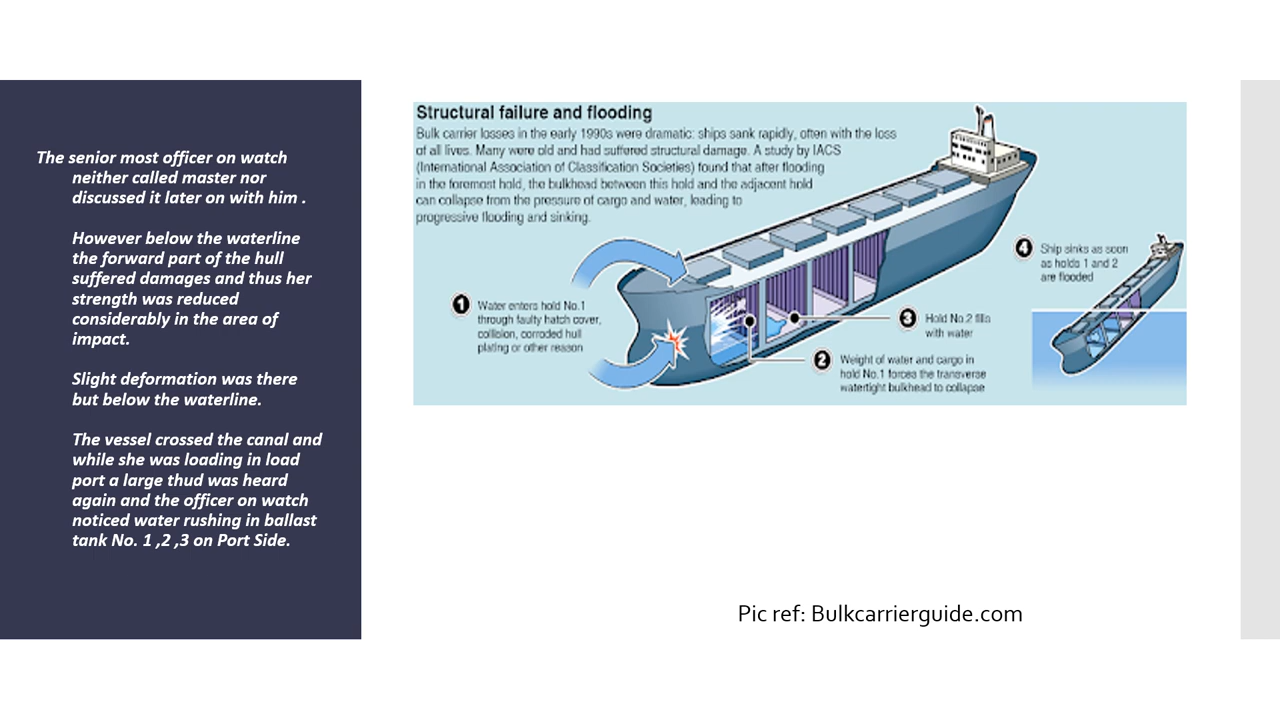 The senior most officer on watch
neither called master nor
discussed it later on with him .
However below the waterline
the forward part of the hull
suffered damages and thus her
strength was reduced
considerably in the area of
impact.
Slight deformation was there
but below the waterline.
The vessel crossed the canal and
while she was loading in load
port a large thud was heard
again and the officer on watch
noticed water rushing in ballast
tank No. 1 ,2 ,3 on Port Side.
Structural failure and flooding
Bulk carrier losses in the early 1990s were dramatic: ships sank rapidly, often with the loss
of all lives. Many were old and had suffered structural damage. A study by IACS
(International Association of Classification Societies) found that after flooding
in the foremost hold, the bulkhead between this hold and the adjacent hold
can collapse from the pressure of cargo and water, leading to
progressive flooding and sinking.
1 Water enters hold No.1
through faulty hatch cover,
collision, corroded hull
plating or other reason
2 Weight of water and cargo in
hold No.1 forces the transverse
watertight bulkhead to collapse
3 Hold No.2 fills
with water
4 Ship sinks as soon
as holds 1 and 2
are flooded
Pic ref: Bulkcarrierguide.com